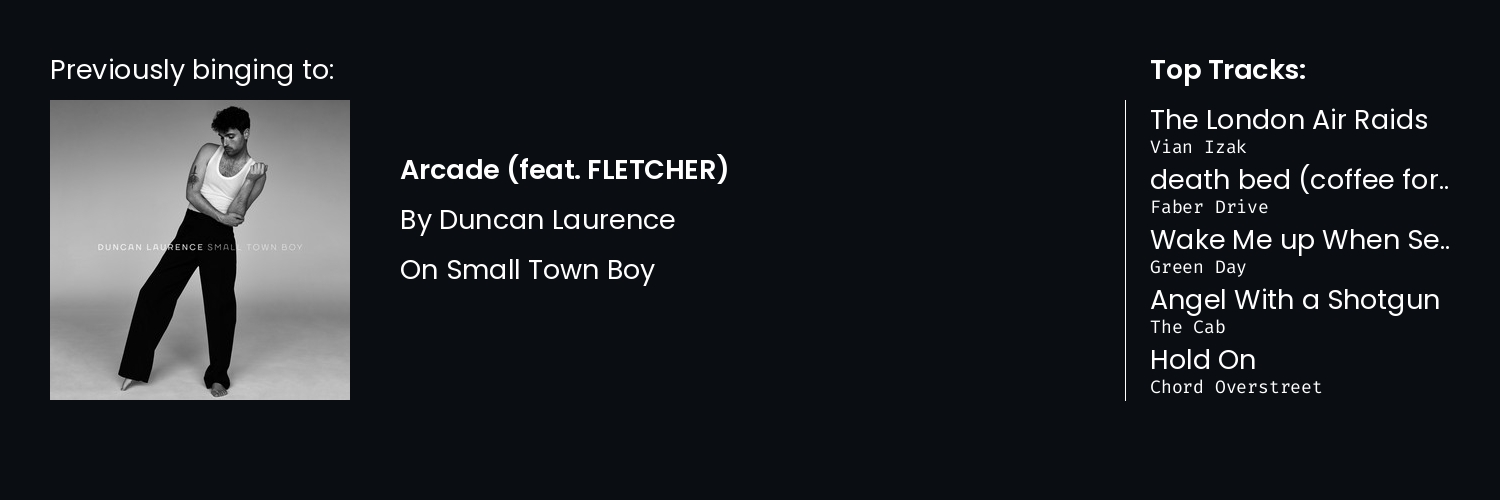 Previously binging to:
DUNCAN LAURENCE SMALL TOWN BOY
Arcade (feat. FLETCHER)
By Duncan Laurence
On Small Town Boy
Top Tracks:
The London Air Raids
Vian Izak
death bed (coffee for..
Faber Drive
Wake Me up When Se..
Green Day
Angel With a Shotgun
The Cab
Hold On
Chord Overstreet